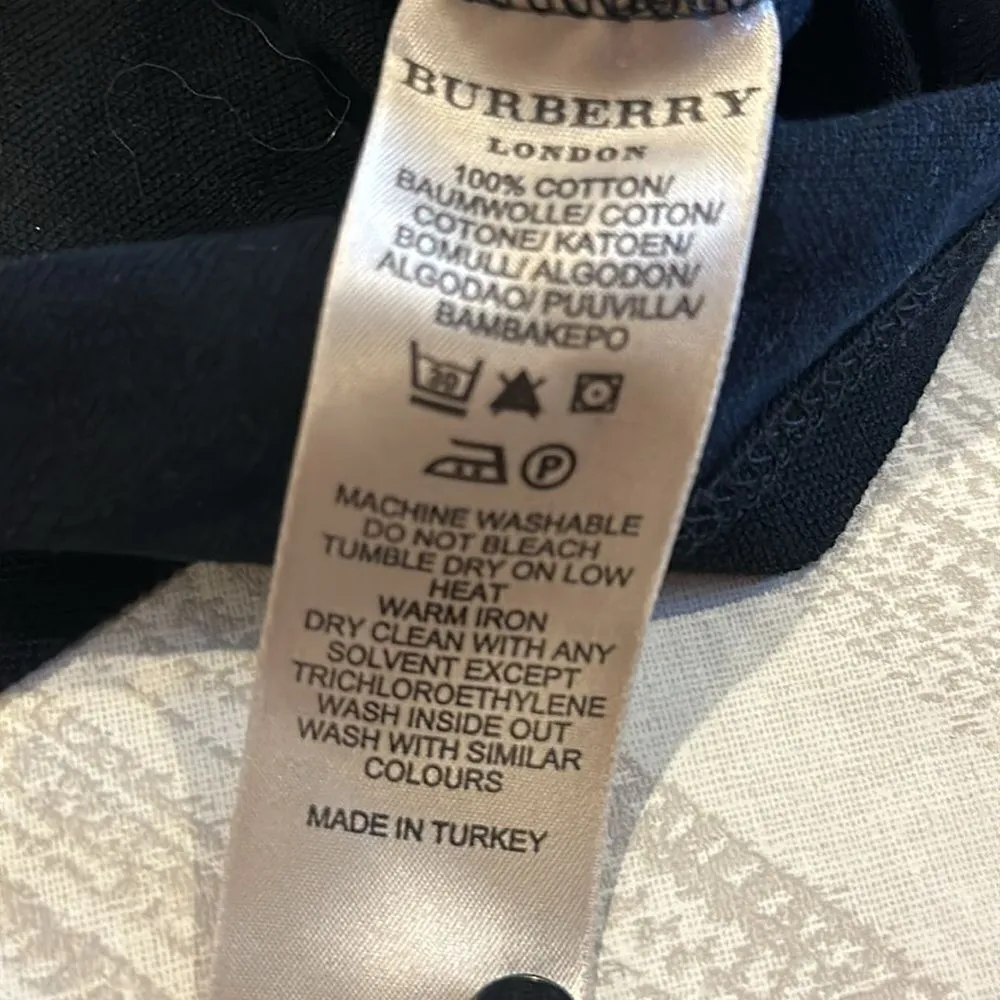 BURBERRY
LONDON
100% COTTON/
BAUMWOLLE/ COTON/
COTONE/ KATOEN/
BOMULL/ ALGODON/
ALGODAO/ PUUVILLA/
BAMBAKEPO
30
P
MACHINE WASHABLE
DO NOT BLEACH
TUMBLE DRY ON LOW
HEAT
WARM IRON
DRY CLEAN WITH ANY
SOLVENT EXCEPT
TRICHLOROETHYLENE
WASH INSIDE OUT
WASH WITH SIMILAR
COLOURS
MADE IN TURKEY